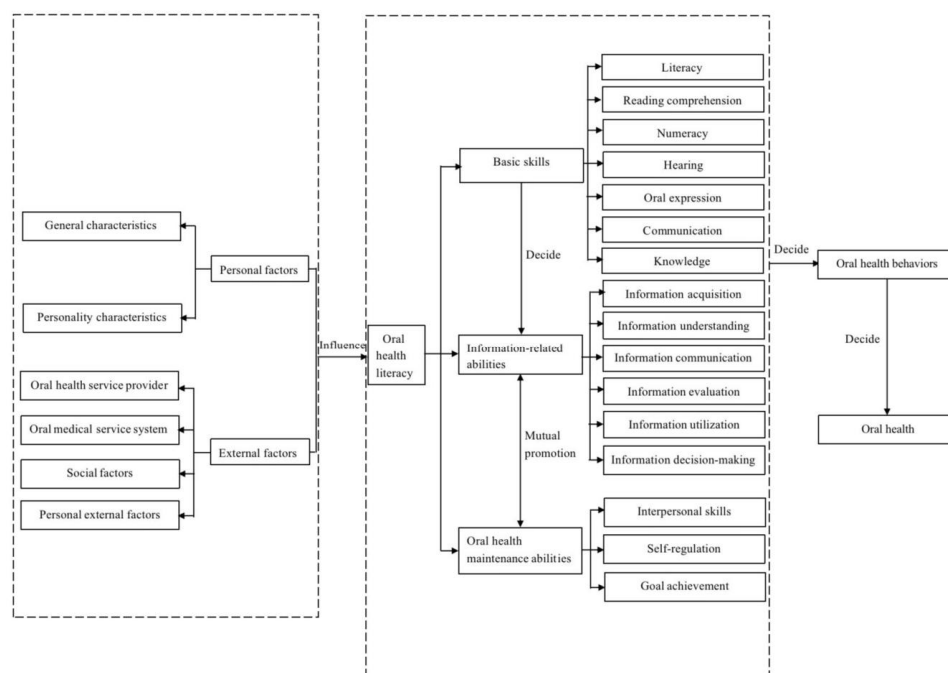 General characteristics
Personality characteristics
Personal factors
Oral health service provider
Oral medical service system
Social factors
Personal external factors
External factors
Influence
Oral
health
literacy
Basic skills
Decide
Information-related
abilities
Mutual
promotion
Oral health
maintenance abilities
Literacy
Reading comprehension
Numeracy
Hearing
Oral expression
Communication
Knowledge
Information acquisition
Information understanding
Information communication
Information evaluation
Information utilization
Information decision-making
Interpersonal skills
Self-regulation
Goal achievement
Decide
Oral health behaviors
Decide
Oral health